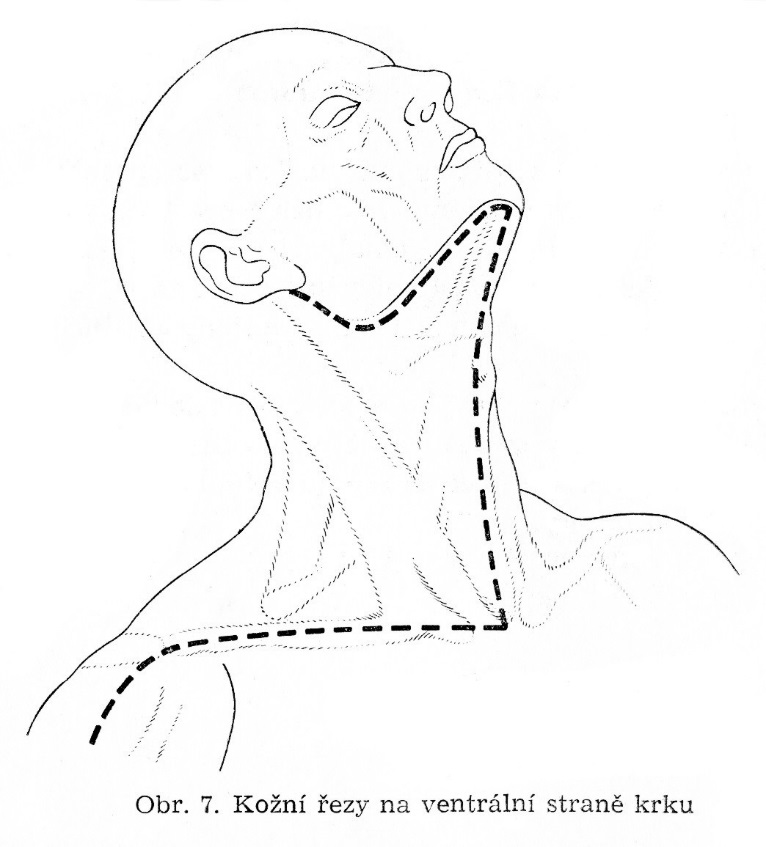 Obr. 7. Kožní řezy na ventrální straně krku